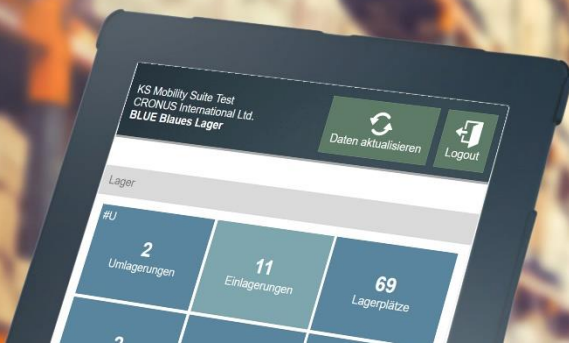 KS Mobility Suite Test
CRONUS International Ltd.
BLUE Blaues Lager
Daten aktualisieren
Logout
Lager
#U
2
Umlagerungen
11
Einlagerungen
69
Lagerplätze